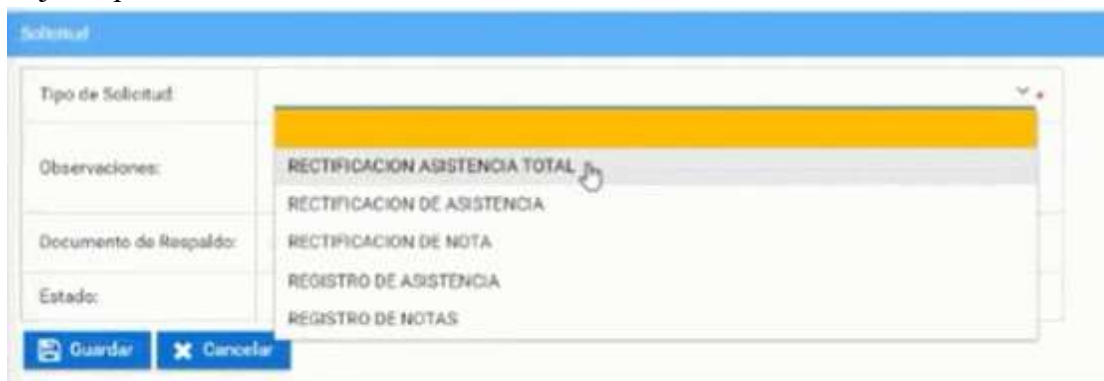 Solicitud
Tipo de Solicitud:
RECTIFICACION ASISTENCIA TOTAL
Observaciones:
RECTIFICACION DE ASISTENCIA
Documento de Respaldo:
RECTIFICACION DE NOTA
REGISTRO DE ASISTENCIA
Estado:
REGISTRO DE NOTAS
Guardar
Cancelar